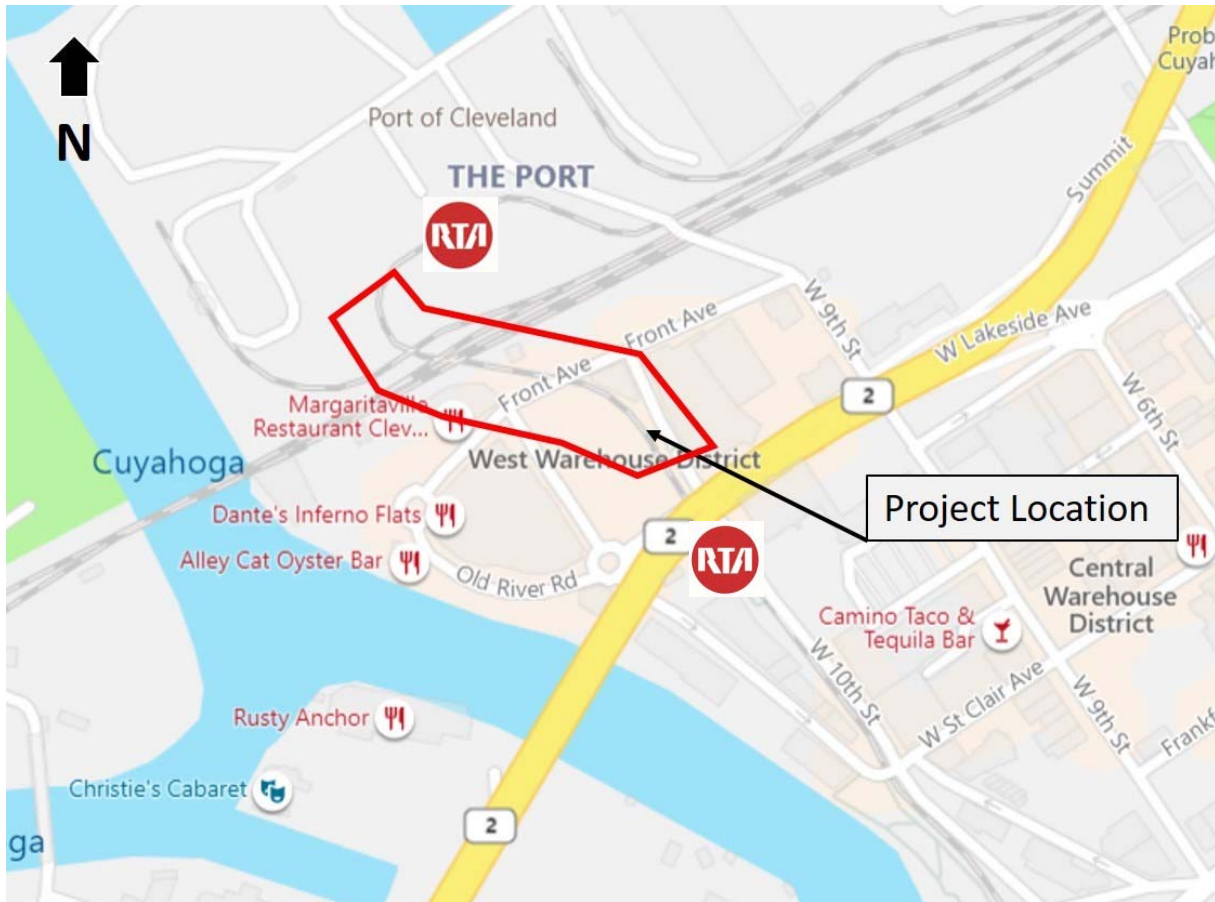 N
Prob
Cuyah
Port of Cleveland
THE PORT
RTA
Summit
W 9th St
W Lakeside Ave
Front Ave
Front Ave
2
W 6th St
Margaritaville
Restaurant Clev...
West Warehouse District
Cuyahoga
Project Location
Dante's Inferno Flats
2
RTA
Alley Cat Oyster Bar
Old River Rd
Central
Warehouse
District
Camino Taco &
Tequila Bar
W 10th St
W St Clair Ave
W 9th St
Rusty Anchor
Frankf
Christie's Cabaret
2
ga